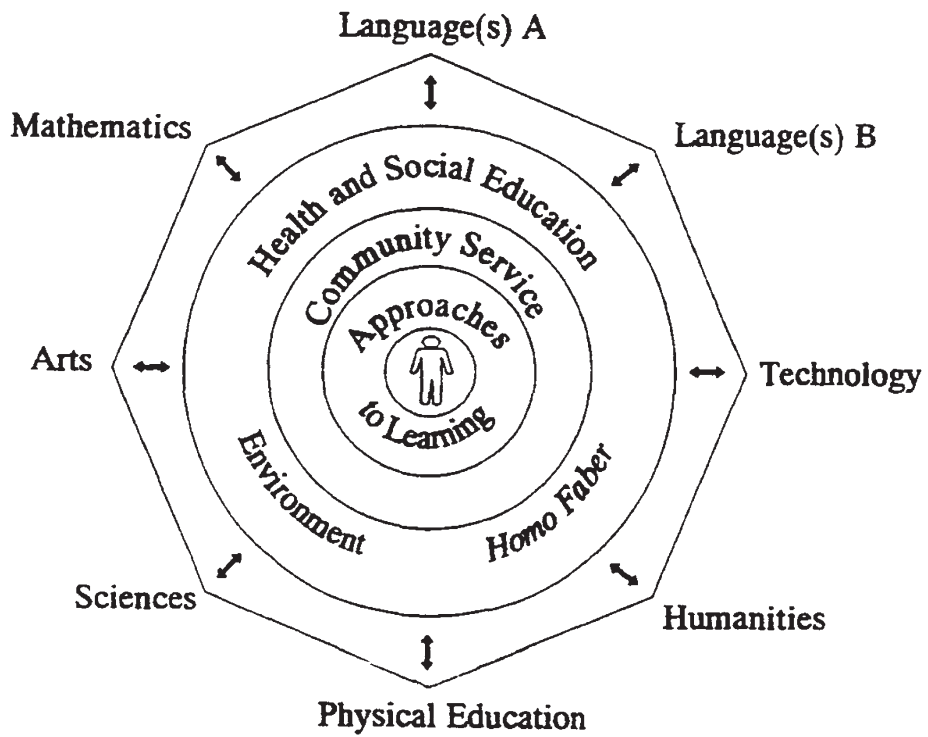 Language(s) A
Mathematics
Language(s) B
Health and Social Education
Community Service
Approaches
to Learning
Arts
Technology
Environment
Homo Faber
Sciences
Humanities
Physical Education